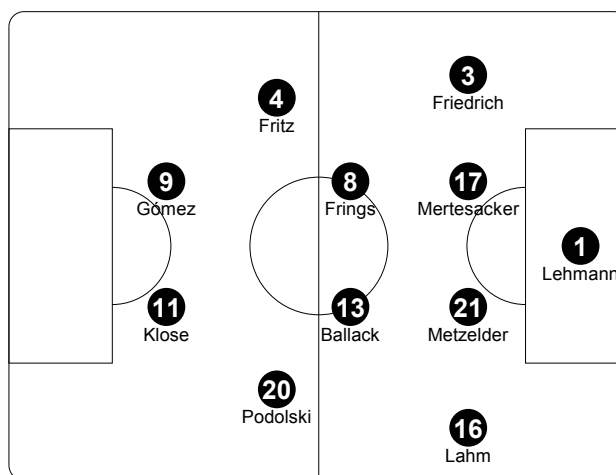 3
Friedrich
4
Fritz
9
Gómez
8
Frings
17
Mertesacker
1
Lehmann
11
Klose
13
Ballack
21
Metzelder
20
Podolski
16
Lahm